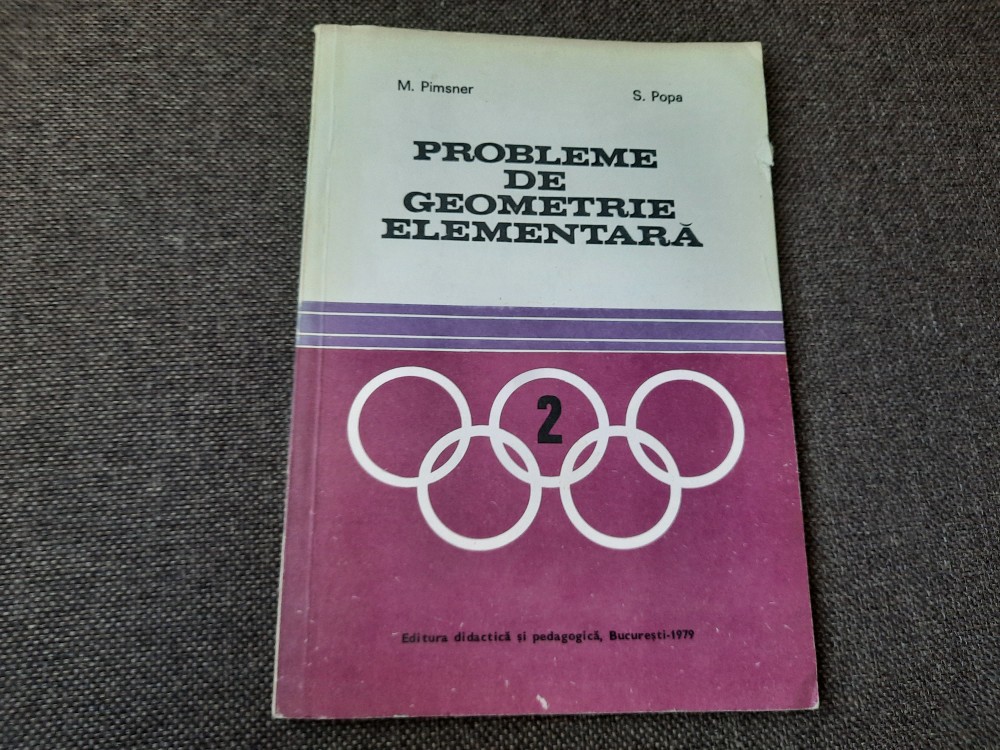 M. Pimsner
S. Popa
PROBLEME
DE
GEOMETRIE
ELEMENTARĂ
2
Editura didactică și pedagogică, București-1979